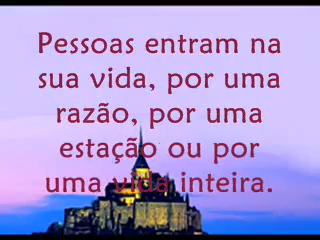 Pessoas entram na
sua vida, por uma
razão, por uma
estação ou por
uma vida inteira.